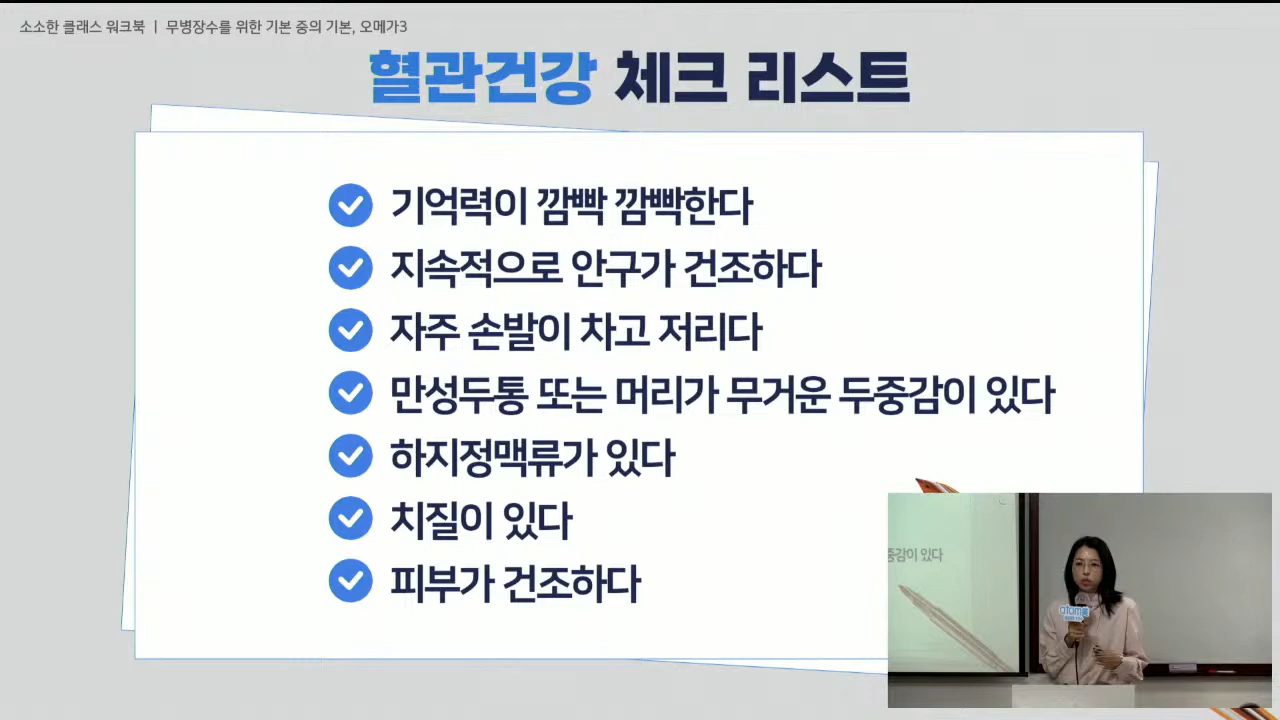 소소한 클래스 워크북 | 무병장수를 위한 기본 중의 기본, 오메가3
혈관건강 체크 리스트
기억력이 깜빡 깜빡한다
지속적으로 안구가 건조하다
자주 손발이 차고 저리다
만성두통 또는 머리가 무거운 두중감이 있다
하지정맥류가 있다
치질이 있다
피부가 건조하다
중감이 있다
atom美